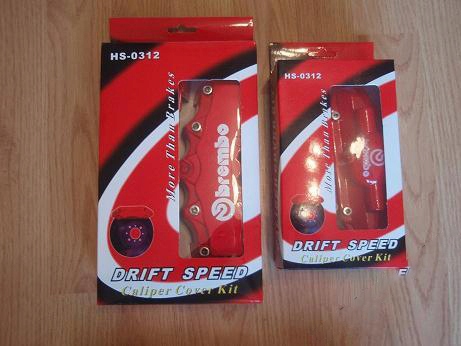 HS-0312
More Than Brakes
brembo
DRIFT SPEED
Caliper Cover Kit
HS-0312
More Than Brakes
brembo
DRIFT SPEED
Caliper Cover Kit